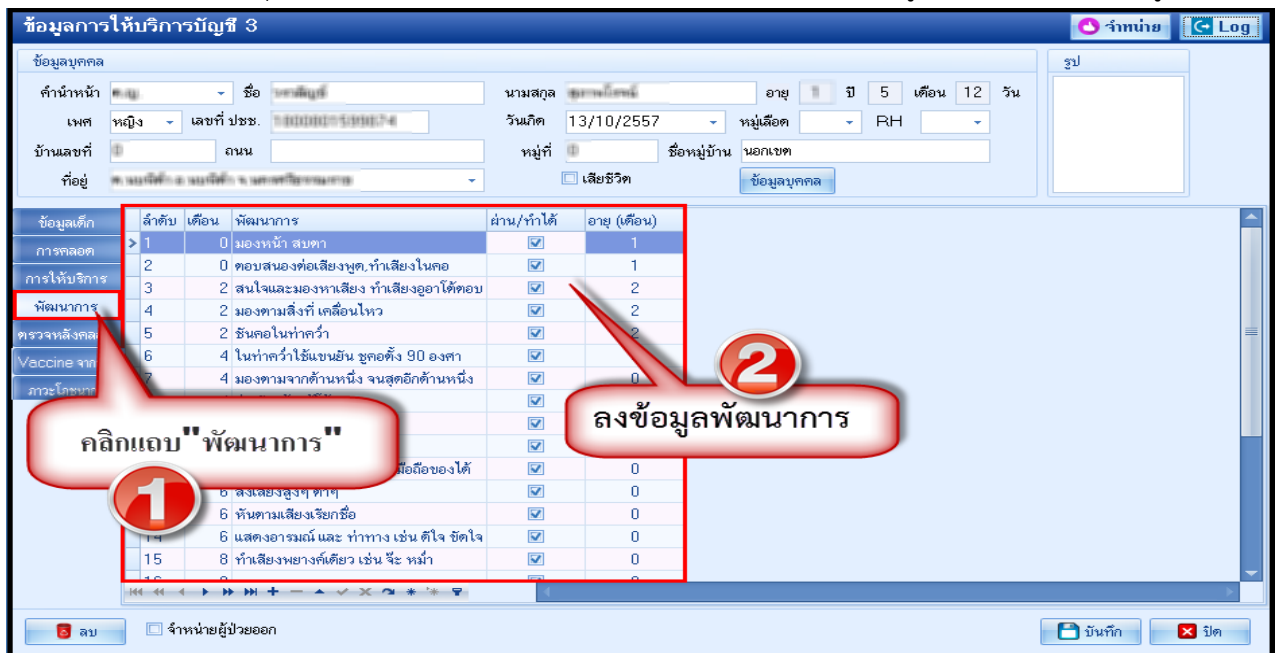 ข้อมูลการให้บริการบัญชี 3
จำหน่าย
Log
ข้อมูลบุคคล
รูป
คำนำหน้า
ชื่อ
นามสกุล
อายุ
ปี 5 เดือน 12 วัน
เพศ หญิง เลขที่ ปชช.
วันเกิด 13/10/2557 หมู่เลือด RH
บ้านเลขที่ ถนน หมู่ที่ ชื่อหมู่บ้าน นอกเขต
ที่อยู่
เสียชีวิต ข้อมูลบุคคล
ข้อมูลเด็ก
การคลอด
การให้บริการ
พัฒนาการ
Vaccine
ลำดับ เดือน พัฒนาการ ผ่าน/ทำได้ อายุ (เดือน)
1 0 มองหน้า สบตา 1
2 0 ตอบสนองต่อเสียงพูด,ทำเสียงในคอ 1
3 2 สนใจและมองหาเสียง ทำเสียงอูอาโต้ตอบ 2
4 2 มองตามสิ่งที่ เคลื่อนไหว 2
5 2 ชันคอในท่าคว่ำ 2
6 4 ในท่าคว่ำใช้แขนยัน ชูคอตั้ง 90 องศา
7 4 มองตามจากด้านหนึ่ง จนสุดอีกด้านหนึ่ง 0
มือถือของได้ 0
6 ส่งเสียงสูงๆ ต่ำๆ 0
6 หันตามเสียงเรียกชื่อ 0
14 6 แสดงอารมณ์ และ ท่าทาง เช่น ดีใจ ขัดใจ 0
15 8 ทำเสียงพยางค์เดียว เช่น จ๊ะ หม่ำ 0
คลิกแถบ"พัฒนาการ"
1
2
ลงข้อมูลพัฒนาการ
ลบ
จำหน่ายผู้ป่วยออก
บันทึก
ปิด